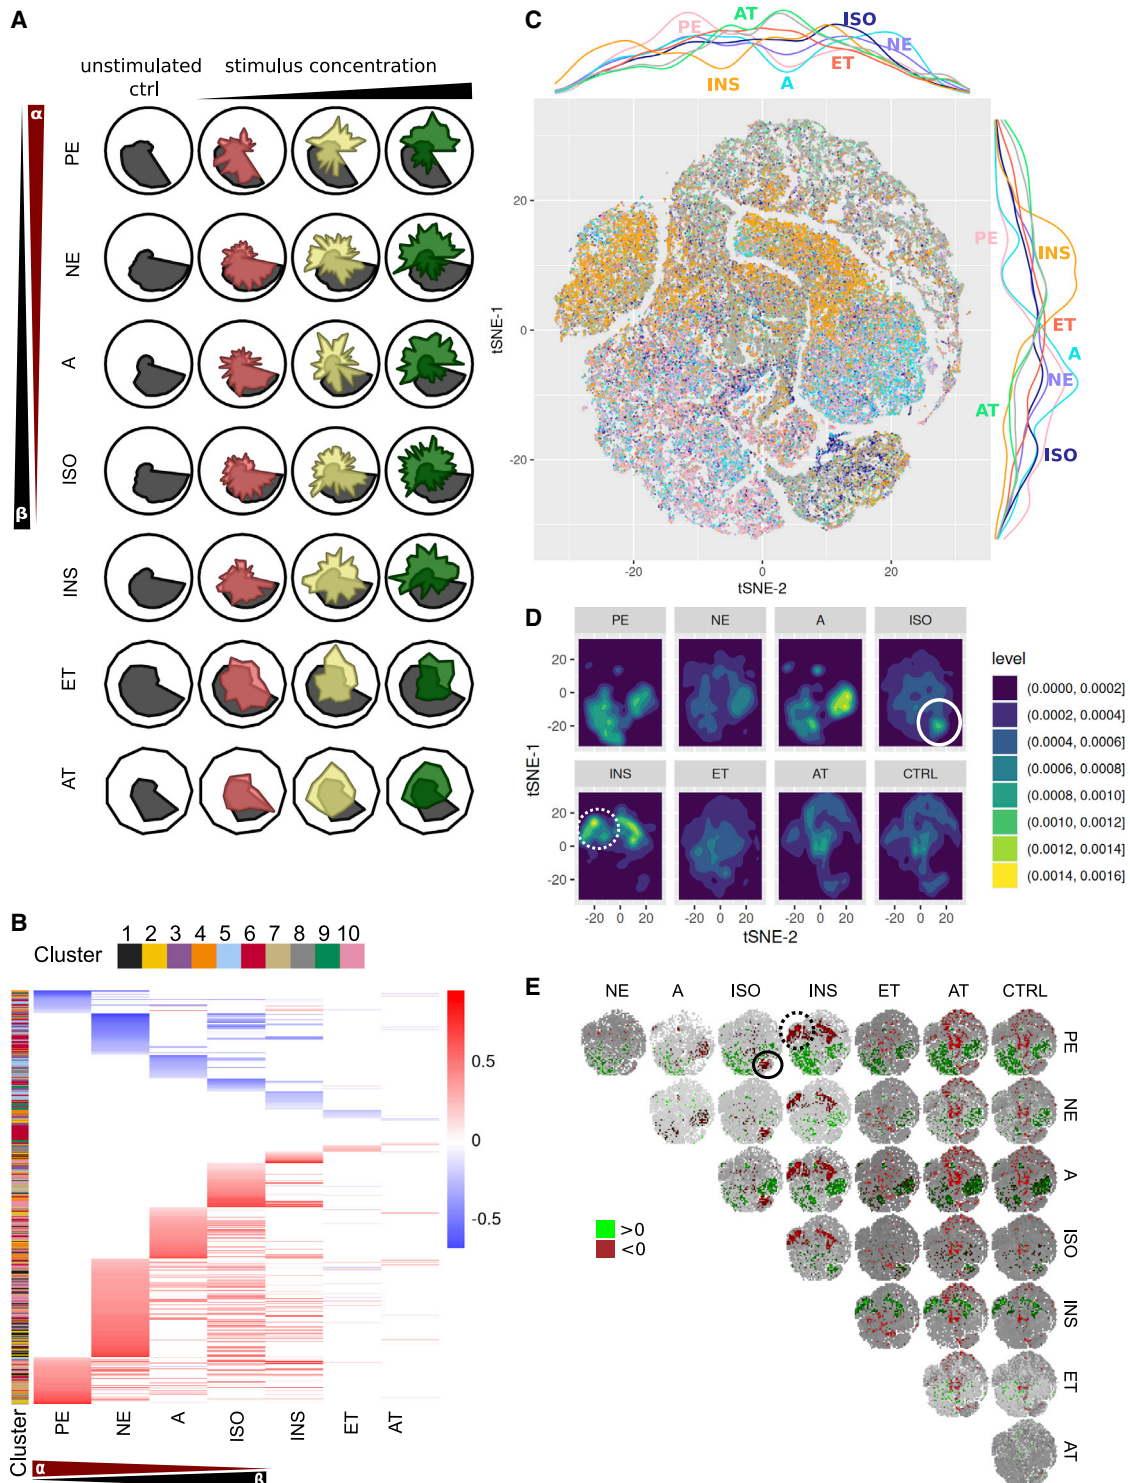 A
unstimulated
ctrl
stimulus concentration
α
β
PE
NE
A
ISO
INS
ET
AT
B
Cluster
1 2 3 4 5 6 7 8 9 10
0.5
0
-0.5
Cluster
PE
NE
A
ISO
INS
ET
AT
α
β
C
PE
AT
ISO
NE
INS
A
ET
PE
INS
ET
A
NE
AT
ISO
tSNE-1
20
0
-20
-20
0
20
tSNE-2
D
PE
NE
A
ISO
20
0
-20
tSNE-1
INS
ET
AT
CTRL
20
0
-20
-20 0 20
-20 0 20
-20 0 20
-20 0 20
tSNE-2
level
(0.0000, 0.0002]
(0.0002, 0.0004]
(0.0004, 0.0006]
(0.0006, 0.0008]
(0.0008, 0.0010]
(0.0010, 0.0012]
(0.0012, 0.0014]
(0.0014, 0.0016]
E
NE A ISO INS ET AT CTRL
PE
NE
A
ISO
INS
ET
AT
>0
<0